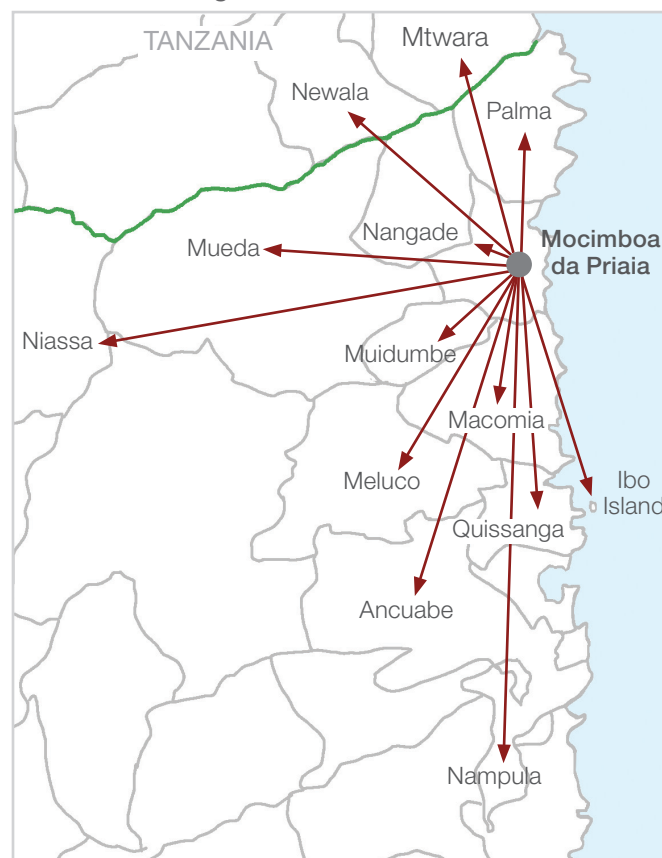 TANZANIA
Mtwara
Newala
Palma
Nangade
Mocimboa
da Priaia
Mueda
Niassa
Muidumbe
Macomia
Meluco
Ibo
Island
Quissanga
Ancuabe
Nampula